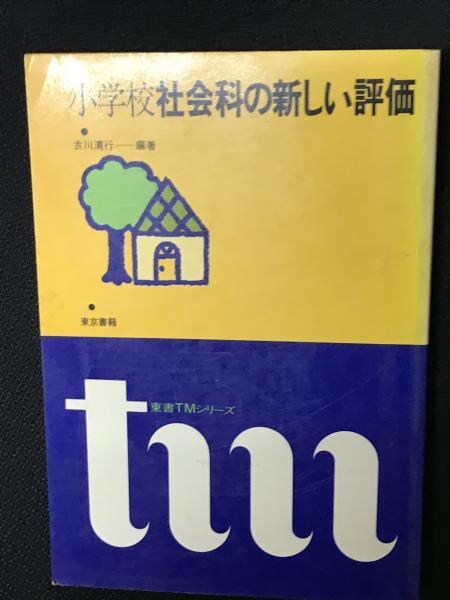 小学校社会科の新しい評価
古川清行──編著
東京書籍
東書TMシリーズ
tm